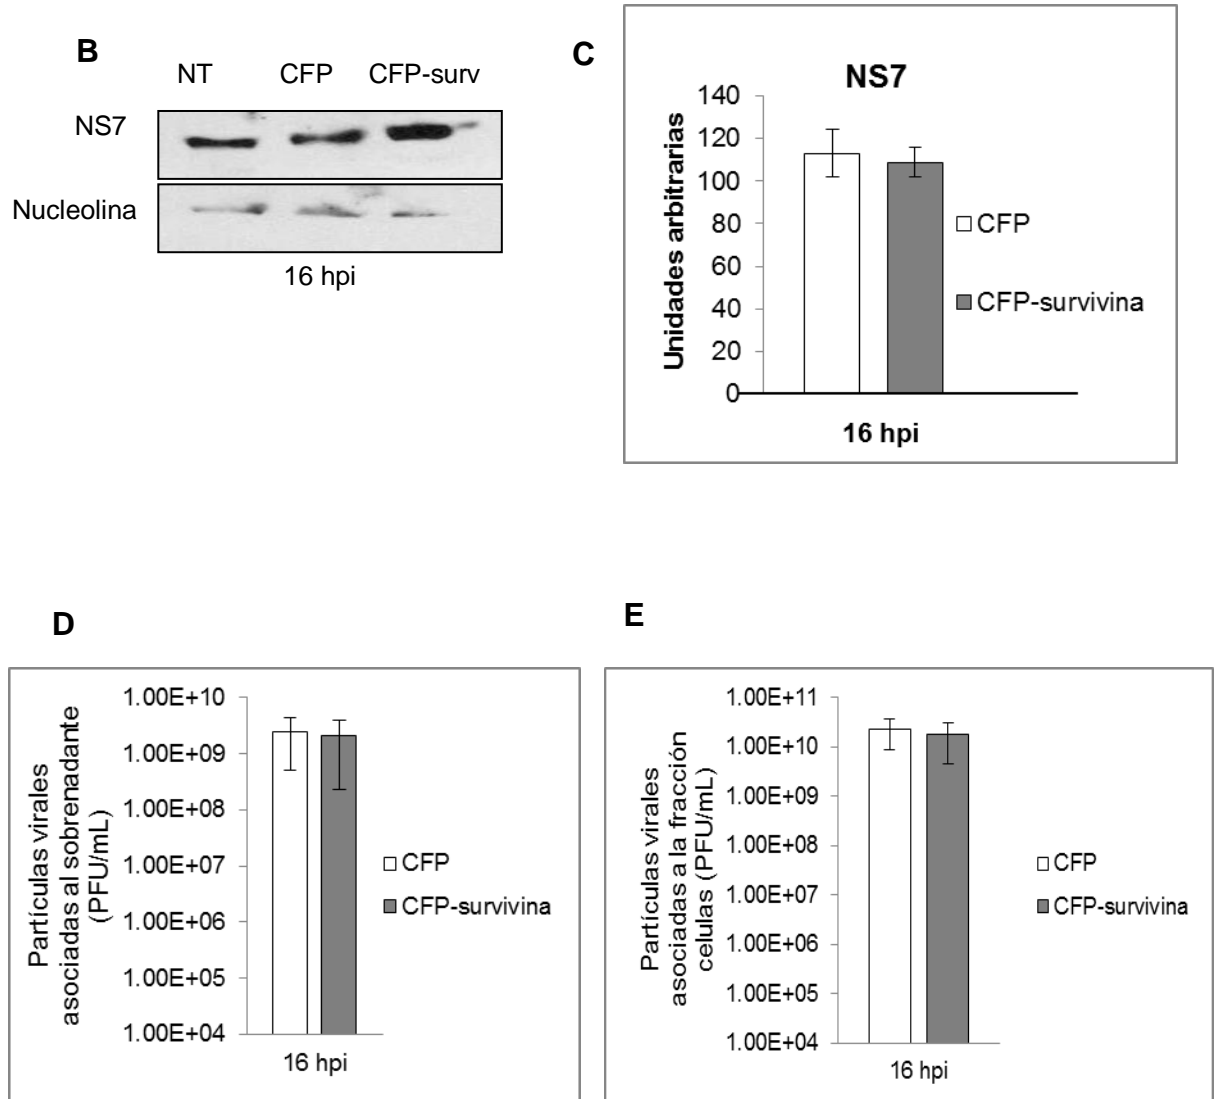 B
NT CFP CFP-surv
NS7
Nucleolina
16 hpi
C
NS7
Unidades arbitrarias
140
120
100
80
60
40
20
0
16 hpi
CFP
CFP-survivina
D
Partículas virales
asociadas al sobrenadante
(PFU/mL)
1.00E+10
1.00E+09
1.00E+08
1.00E+07
1.00E+06
1.00E+05
1.00E+04
16 hpi
CFP
CFP-survivina
E
Partículas virales
asociadas a la fracción
celulas (PFU/mL)
1.00E+11
1.00E+10
1.00E+09
1.00E+08
1.00E+07
1.00E+06
1.00E+05
1.00E+04
16 hpi
CFP
CFP-survivina